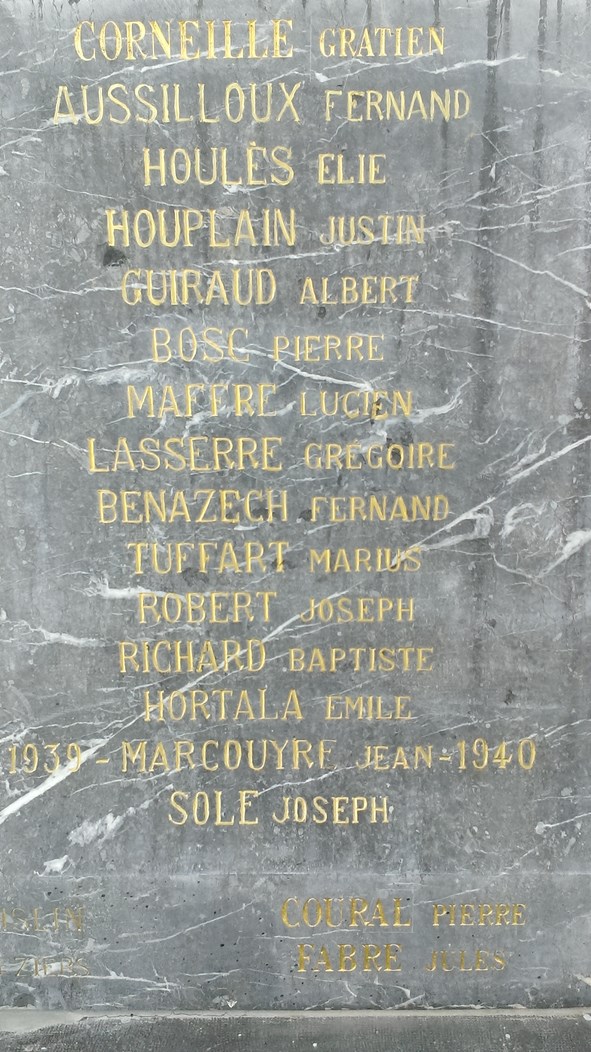 CORNEILLE GRATIEN
AUSSILLOUX FERNAND
HOULÈS ELIE
HOUPLAIN JUSTIN
GUIRAUD ALBERT
BOSC PIERRE
MAFFRE LUCIEN
LASSERRE GRÉGOIRE
BENAZECH FERNAND
TUFFART MARIUS
ROBERT JOSEPH
RICHARD BAPTISTE
HORTALA EMILE
1939 - MARCOUYRE JEAN - 1940
SOLE JOSEPH
COURAL PIERRE
FABRE JULES